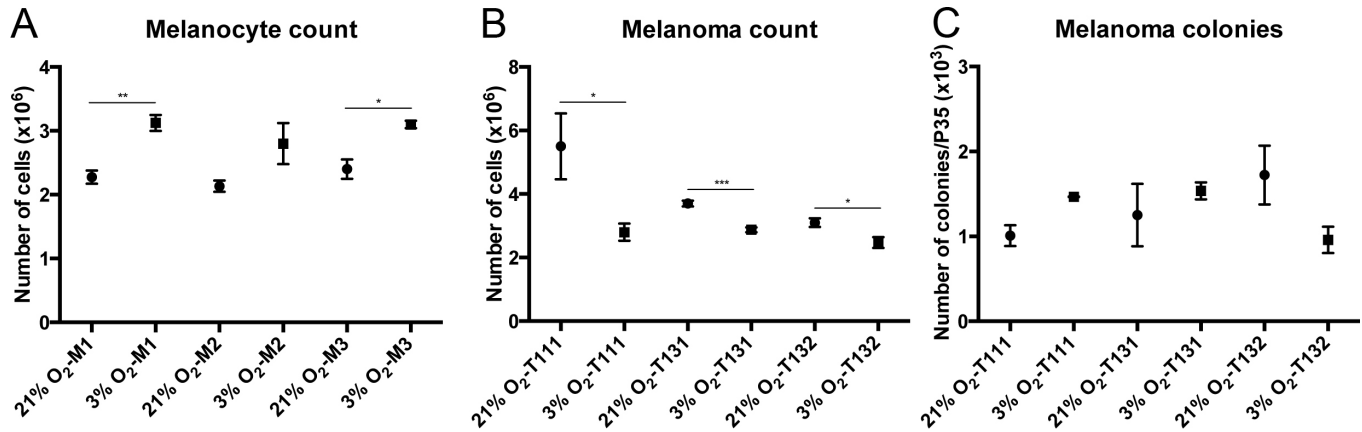 A Melanocyte count
Number of cells (x10⁶)
4
3
2
1
0
**
*
21% O₂-M1
3% O₂-M1
21% O₂-M2
3% O₂-M2
21% O₂-M3
3% O₂-M3
B Melanoma count
Number of cells (x10⁶)
8
6
4
2
0
*
***
*
21% O₂-T111
3% O₂-T111
21% O₂-T131
3% O₂-T131
21% O₂-T132
3% O₂-T132
C Melanoma colonies
Number of colonies/P35 (x10³)
3
2
1
0
21% O₂-T111
3% O₂-T111
21% O₂-T131
3% O₂-T131
21% O₂-T132
3% O₂-T132